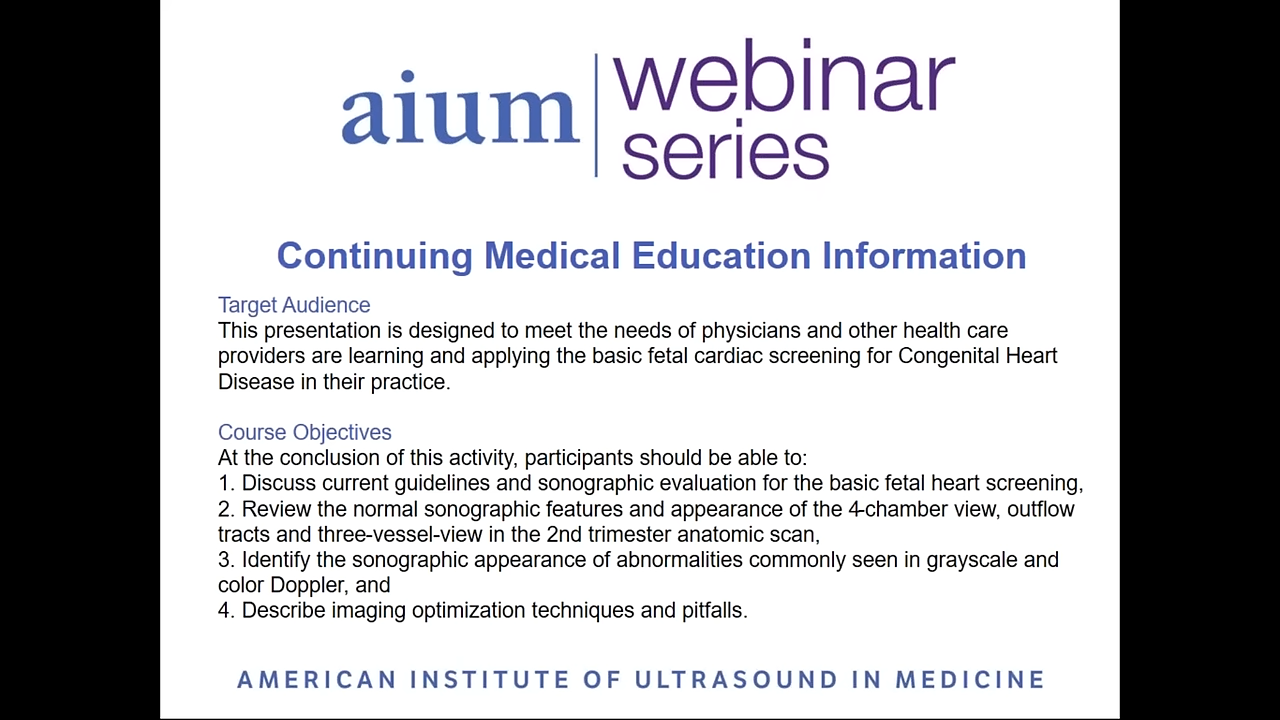 aium webinar
series
Continuing Medical Education Information
Target Audience
This presentation is designed to meet the needs of physicians and other health care
providers are learning and applying the basic fetal cardiac screening for Congenital Heart
Disease in their practice.
Course Objectives
At the conclusion of this activity, participants should be able to:
1. Discuss current guidelines and sonographic evaluation for the basic fetal heart screening,
2. Review the normal sonographic features and appearance of the 4-chamber view, outflow
tracts and three-vessel-view in the 2nd trimester anatomic scan,
3. Identify the sonographic appearance of abnormalities commonly seen in grayscale and
color Doppler, and
4. Describe imaging optimization techniques and pitfalls.
AMERICAN INSTITUTE OF ULTRASOUND IN MEDICINE